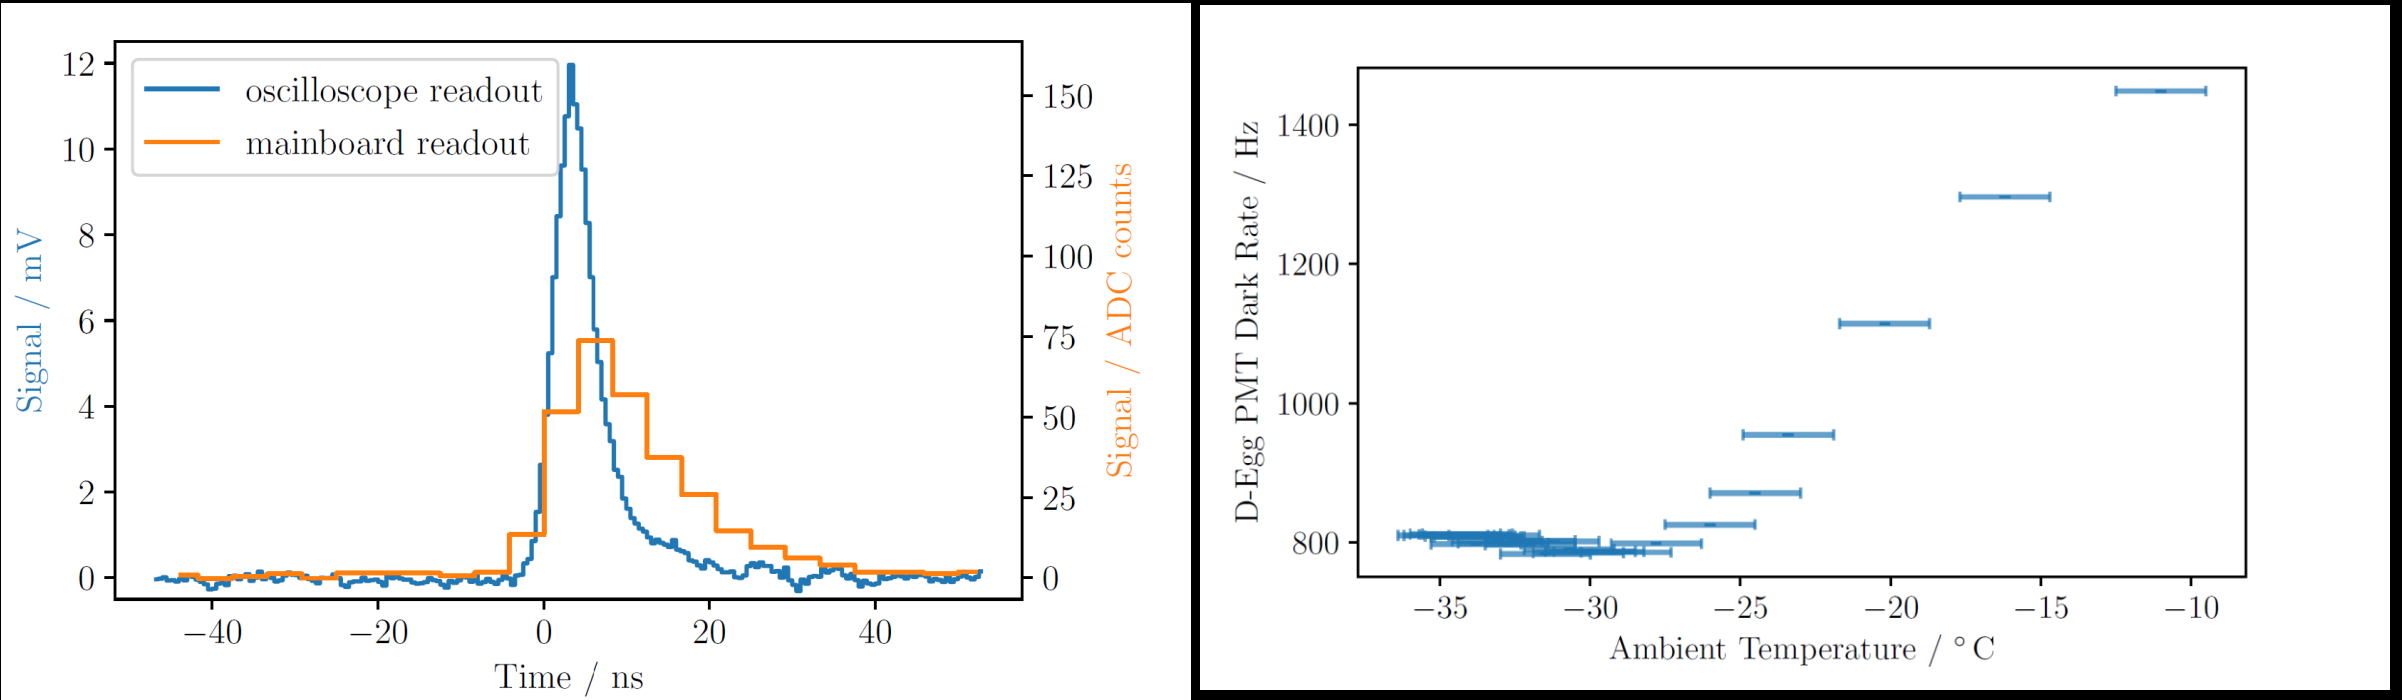 oscilloscope readout
mainboard readout
12
10
8
6
4
2
0
Signal / mV
150
125
100
75
50
25
0
Signal / ADC counts
−40 −20 0 20 40
Time / ns
1400
1200
1000
800
D-Egg PMT Dark Rate / Hz
−35 −30 −25 −20 −15 −10
Ambient Temperature / °C